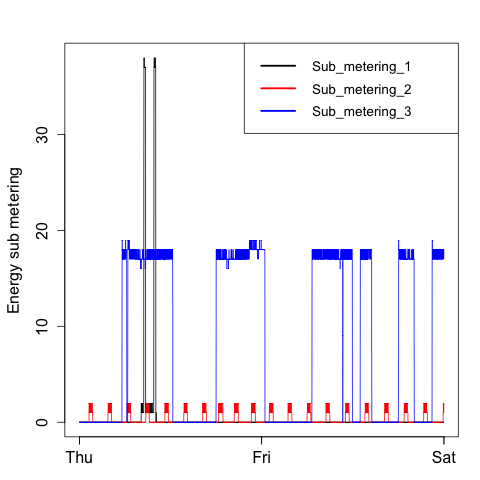 Sub_metering_1
Sub_metering_2
Sub_metering_3
Energy sub metering
30
20
10
0
Thu Fri Sat